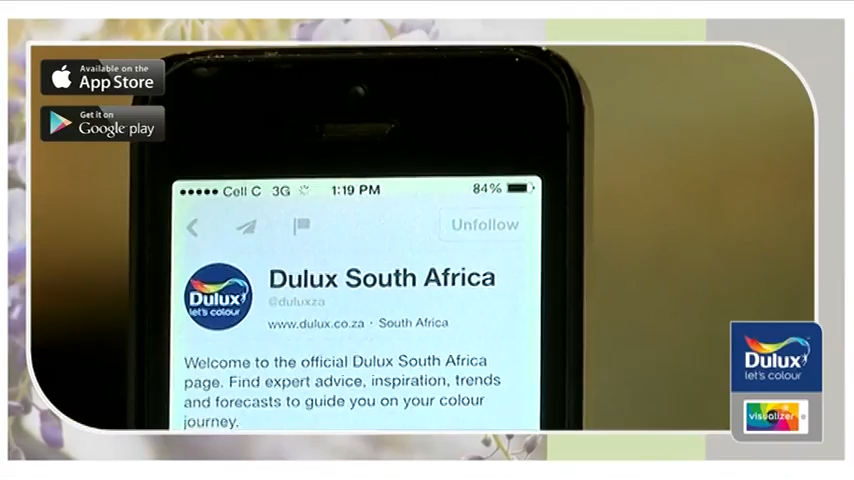 Available on the
App Store
Get it on
Google play
Cell C 3G 1:19 PM 84%
Unfollow
Dulux
let's colour
Dulux South Africa
@duluxza
www.dulux.co.za · South Africa
Welcome to the official Dulux South Africa
page. Find expert advice, inspiration, trends
and forecasts to guide you on your colour
journey.
Dulux
let's colour
visualizer